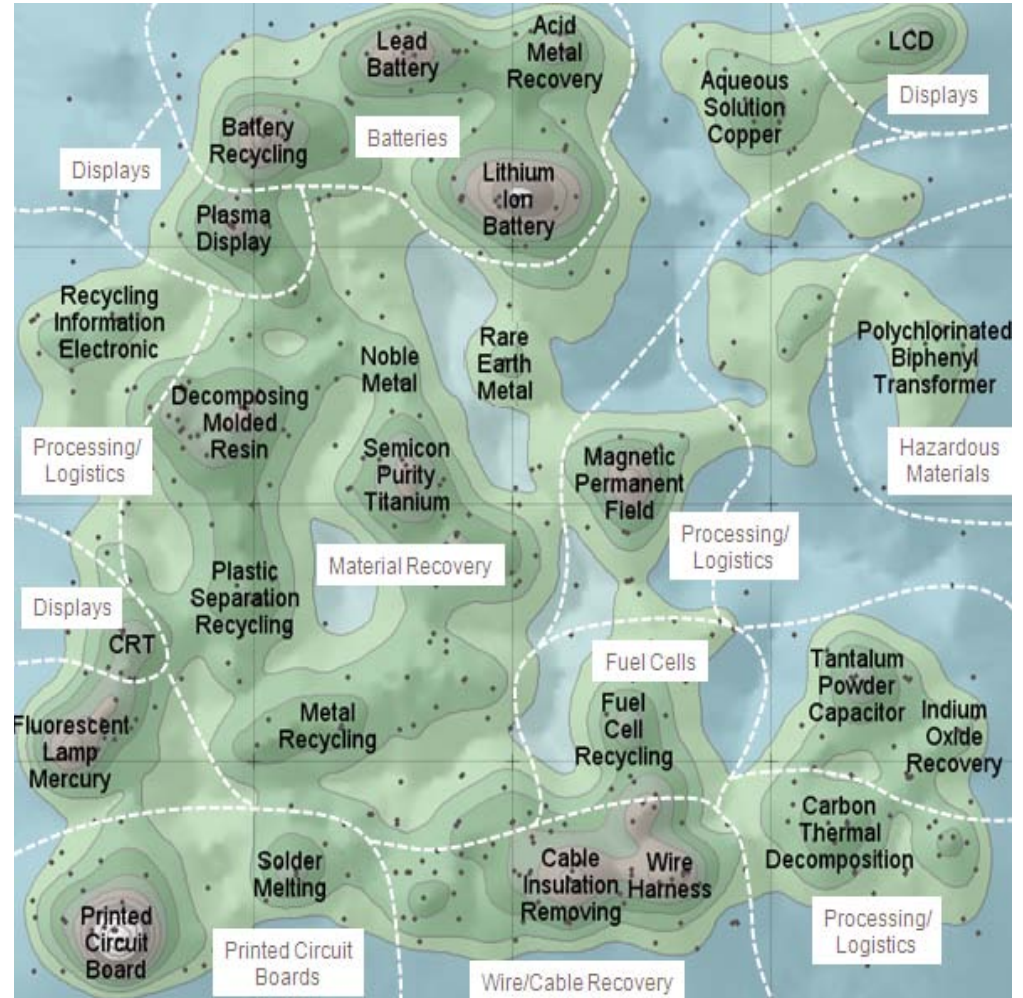 Lead
Battery
Acid
Metal
Recovery
LCD
Aqueous
Solution
Copper
Displays
Battery
Recycling
Batteries
Displays
Lithium
Ion
Battery
Plasma
Display
Recycling
Information
Electronic
Noble
Metal
Rare
Earth
Metal
Polychlorinated
Biphenyl
Transformer
Decomposing
Molded
Resin
Processing/
Logistics
Semicon
Purity
Titanium
Magnetic
Permanent
Field
Hazardous
Materials
Processing/
Logistics
Material Recovery
Plastic
Separation
Recycling
Displays
CRT
Fuel Cells
Tantalum
Powder
Capacitor
Fluorescent
Lamp
Mercury
Metal
Recycling
Fuel
Cell
Recycling
Indium
Oxide
Recovery
Carbon
Thermal
Decomposition
Solder
Melting
Cable
Insulation
Removing
Wire
Harness
Printed
Circuit
Board
Printed Circuit
Boards
Processing/
Logistics
Wire/Cable Recovery